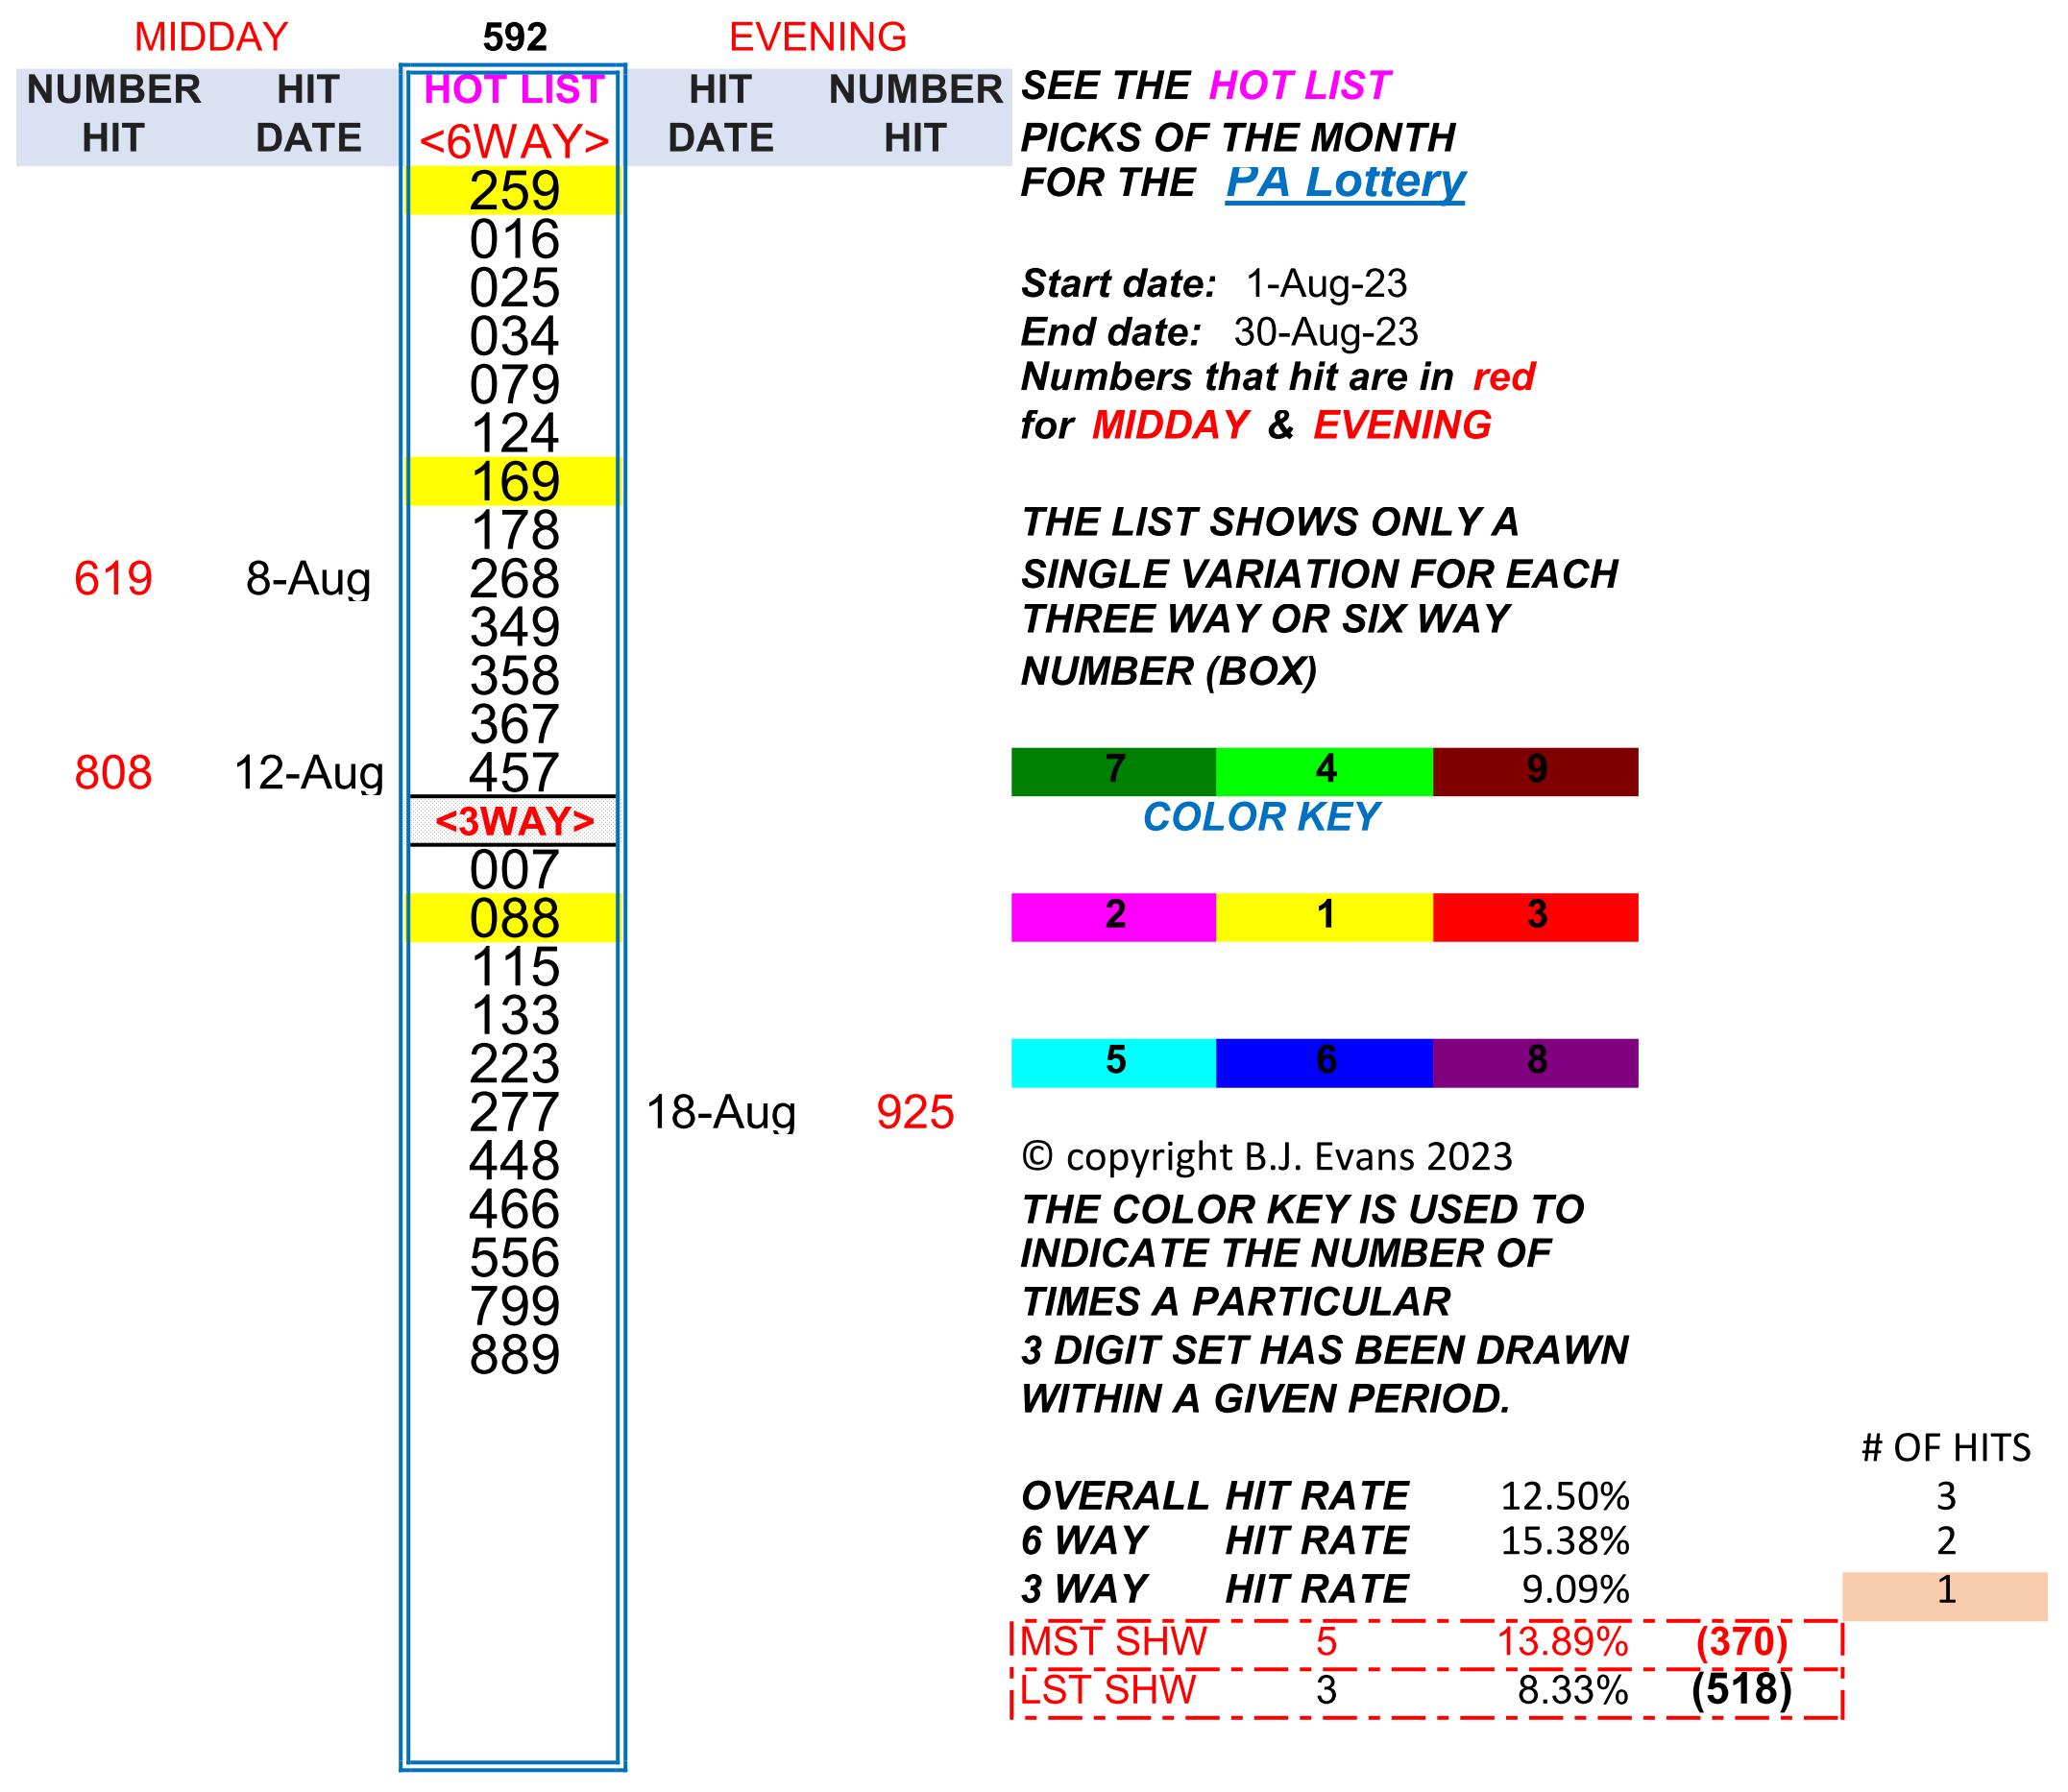 MIDDAY 592 EVENING
NUMBER HIT HOT LIST HIT NUMBER SEE THE HOT LIST
HIT DATE <6WAY> DATE HIT PICKS OF THE MONTH
259 FOR THE PA Lottery
016
025 Start date: 1-Aug-23
034 End date: 30-Aug-23
079 Numbers that hit are in red
124 for MIDDAY & EVENING
169
178 THE LIST SHOWS ONLY A
619 8-Aug 268 SINGLE VARIATION FOR EACH
349 THREE WAY OR SIX WAY
358 NUMBER (BOX)
367
808 12-Aug 457 7 4 9
<3WAY> COLOR KEY
007
088 2 1 3
115
133
223 5 6 8
277 18-Aug 925
448 © copyright B.J. Evans 2023
466 THE COLOR KEY IS USED TO
556 INDICATE THE NUMBER OF
799 TIMES A PARTICULAR
889 3 DIGIT SET HAS BEEN DRAWN
WITHIN A GIVEN PERIOD.
# OF HITS
OVERALL HIT RATE 12.50% 3
6 WAY HIT RATE 15.38% 2
3 WAY HIT RATE 9.09% 1
MST SHW 5 13.89% (370)
LST SHW 3 8.33% (518)